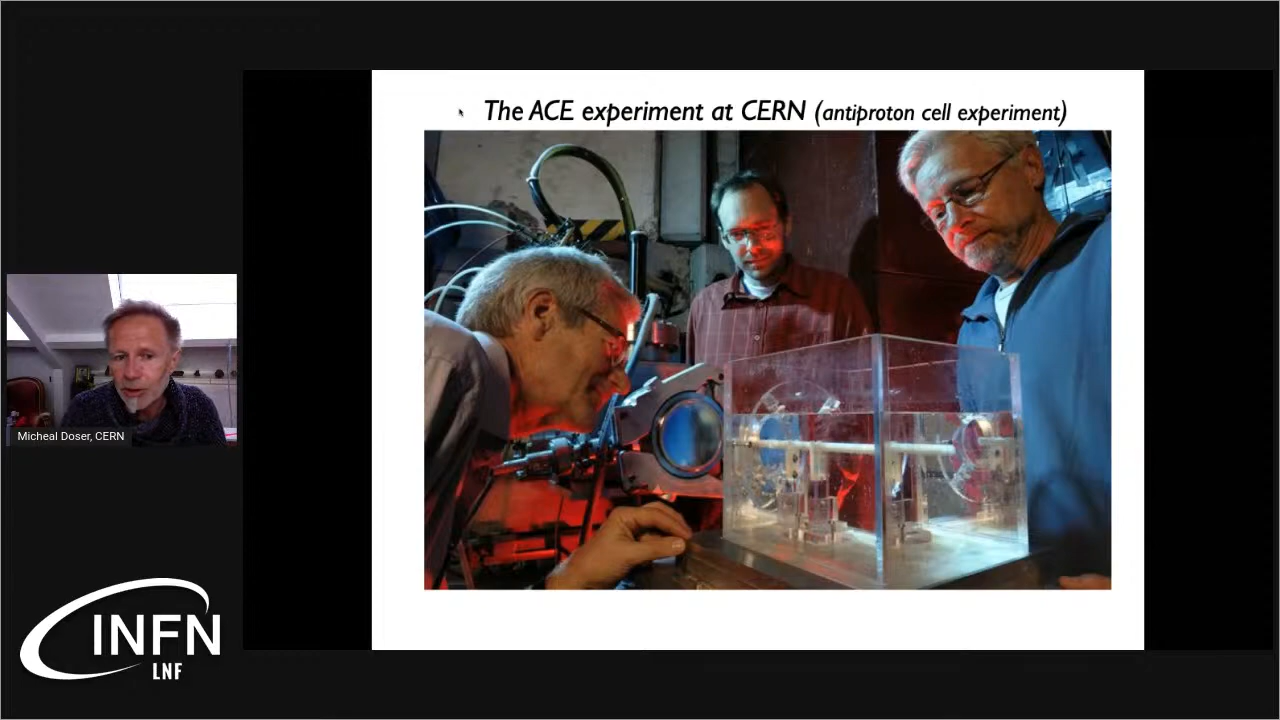 The ACE experiment at CERN (antiproton cell experiment)
Micheal Doser, CERN
INFN
LNF